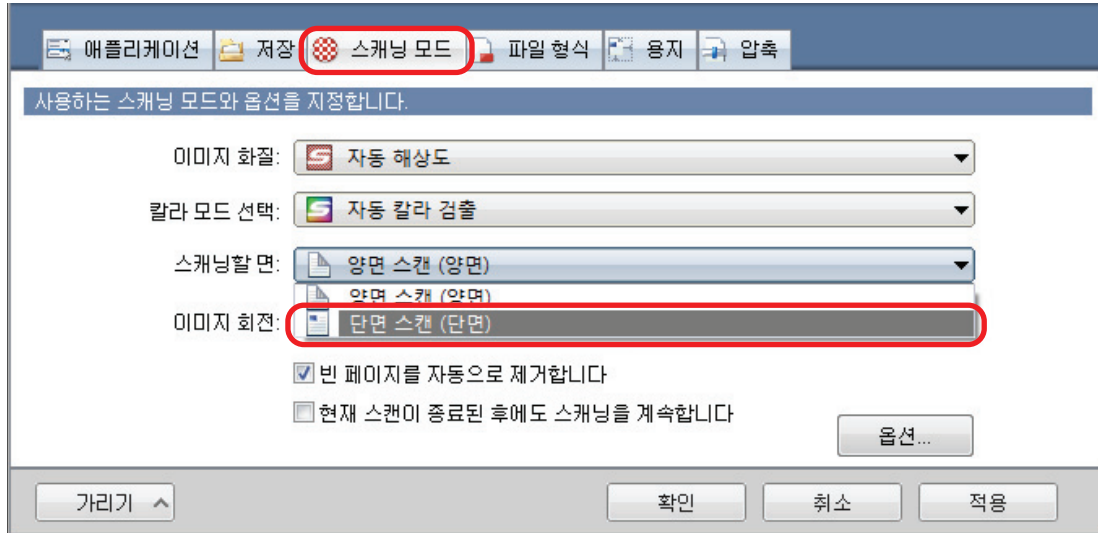 애플리케이션 저장 스캐닝 모드 파일 형식 용지 압축
사용하는 스캐닝 모드와 옵션을 지정합니다.
이미지 화질: 자동 해상도
칼라 모드 선택: 자동 칼라 검출
스캐닝할 면: 양면 스캔 (양면)
양면 스캔 (양면)
이미지 회전: 단면 스캔 (단면)
빈 페이지를 자동으로 제거합니다
현재 스캔이 종료된 후에도 스캐닝을 계속합니다
옵션...
가리기 확인 취소 적용